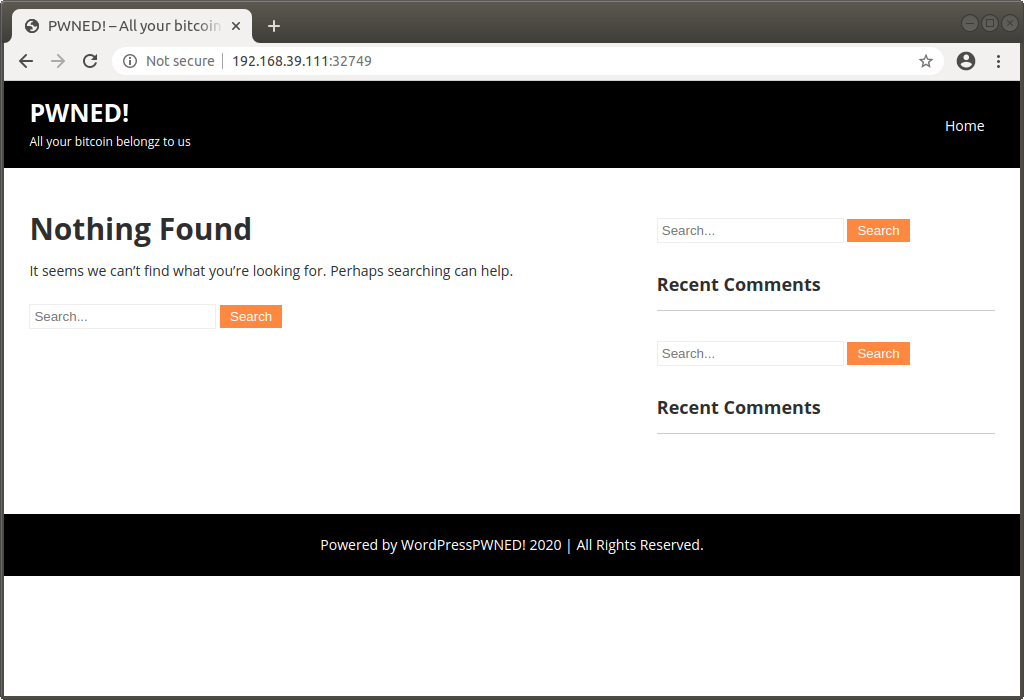 PWNED! – All your bitcoin
Not secure
192.168.39.111:32749
PWNED!
All your bitcoin belongz to us
Home
Nothing Found
It seems we can’t find what you’re looking for. Perhaps searching can help.
Search...
Search
Search...
Search
Recent Comments
Search...
Search
Recent Comments
Powered by WordPressPWNED! 2020 | All Rights Reserved.